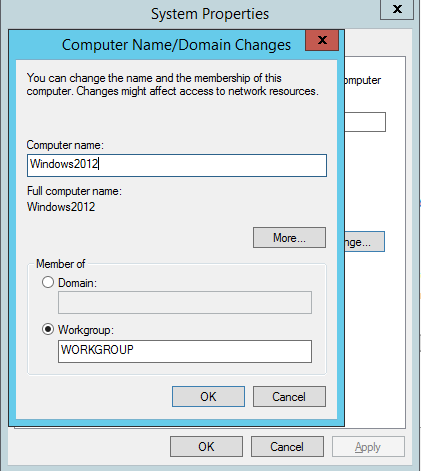 System Properties
x
Computer Name/Domain Changes
x
You can change the name and the membership of this
computer. Changes might affect access to network resources.
omputer
Computer name:
Windows2012
Full computer name:
Windows2012
More...
nge...
Member of
Domain:
Workgroup:
WORKGROUP
OK
Cancel
OK
Cancel
Apply